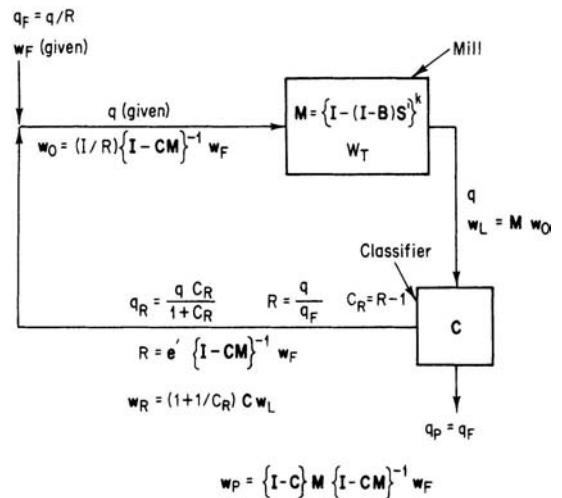 q_F = q/R
w_F (given)
Mill
q (given)
w_O = (I/R){I-CM}^-1 w_F
M = {I-(I-B)S'}^k
W_T
q
w_L = M w_O
Classifier
q_R = q C_R / 1+C_R
R = q / q_F
C_R = R-1
C
R = e' {I-CM}^-1 w_F
w_R = (1+1/C_R) C w_L
q_P = q_F
w_P = {I-C} M {I-CM}^-1 w_F